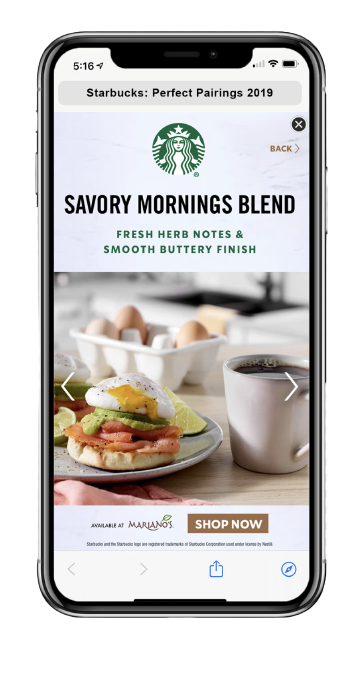 5:16
Starbucks: Perfect Pairings 2019
BACK
SAVORY MORNINGS BLEND
FRESH HERB NOTES &
SMOOTH BUTTERY FINISH
AVAILABLE AT MARIANO'S. SHOP NOW
Starbucks and the Starbucks logo are registered trademarks of Starbucks Corporation used under license by Nestlé.